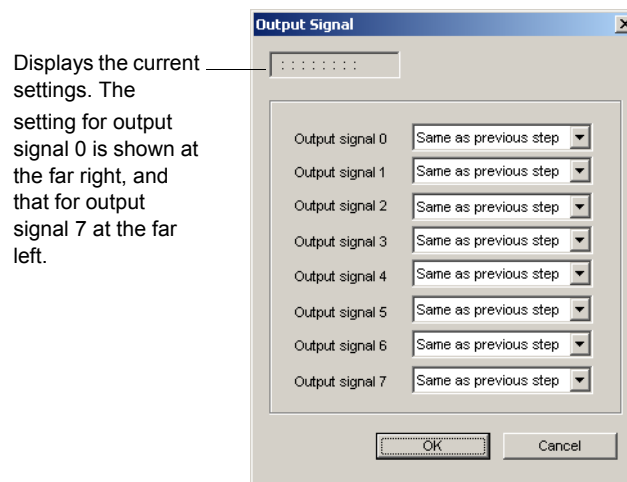 Output Signal
Displays the current
settings. The
setting for output
signal 0 is shown at
the far right, and
that for output
signal 7 at the far
left.
: : : : : : : :
Output signal 0 Same as previous step
Output signal 1 Same as previous step
Output signal 2 Same as previous step
Output signal 3 Same as previous step
Output signal 4 Same as previous step
Output signal 5 Same as previous step
Output signal 6 Same as previous step
Output signal 7 Same as previous step
OK Cancel